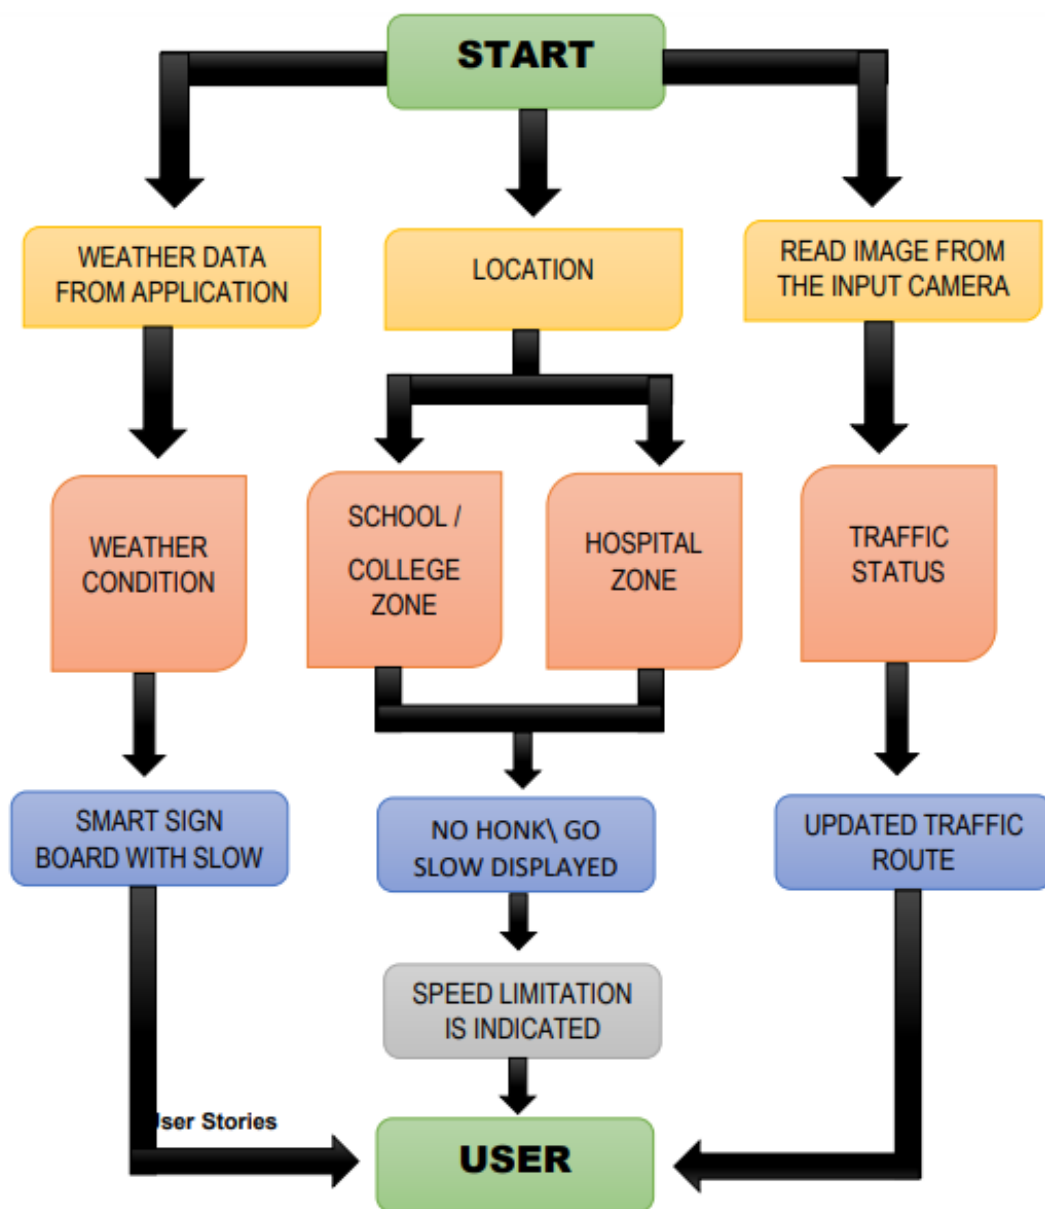 START
WEATHER DATA
FROM APPLICATION
LOCATION
READ IMAGE FROM
THE INPUT CAMERA
WEATHER
CONDITION
SCHOOL /
COLLEGE
ZONE
HOSPITAL
ZONE
TRAFFIC
STATUS
SMART SIGN
BOARD WITH SLOW
NO HONK\ GO
SLOW DISPLAYED
UPDATED TRAFFIC
ROUTE
SPEED LIMITATION
IS INDICATED
User Stories
USER